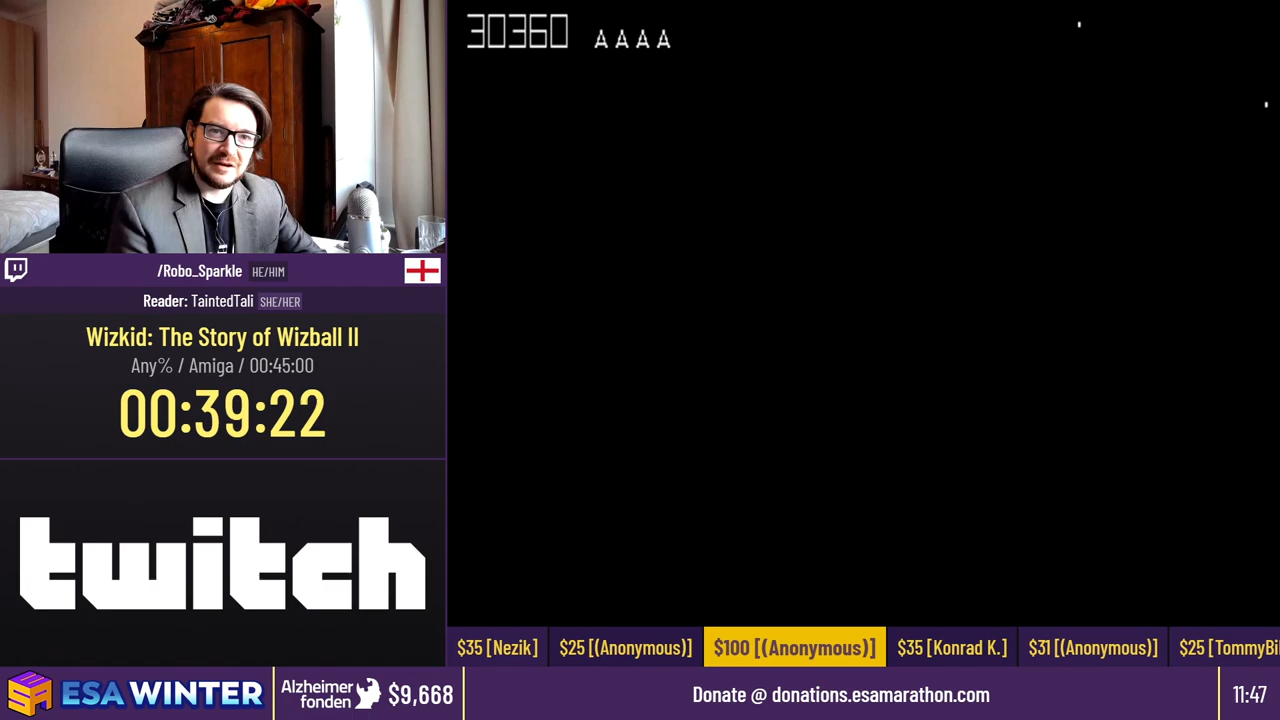 30360 A A A A
/Robo_Sparkle HE/HIM
Reader: TaintedTali SHE/HER
Wizkid: The Story of Wizball II
Any% / Amiga / 00:45:00
00:39:22
twitch
$35 [Nezik] $25 [(Anonymous)] $100 [(Anonymous)] $35 [Konrad K.] $31 [(Anonymous)] $25 [TommyBi
ESA WINTER
Alzheimer
fonden
$9,668
Donate @ donations.esamarathon.com
11:47